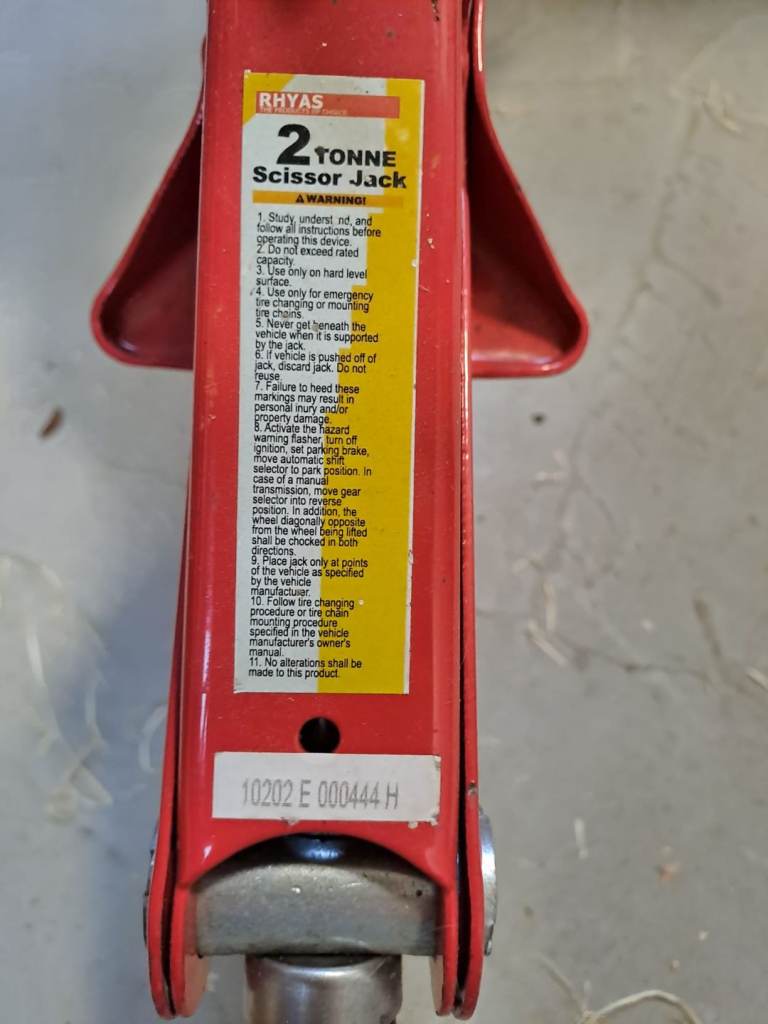 RHYAS
THE PRODUCTS OF CHOICE
2 TONNE
Scissor Jack
WARNING!
1. Study, underst nd, and
follow all instructions before
operating this device.
2. Do not exceed rated
capacity.
3. Use only on hard level
surface.
4. Use only for emergency
tire changing or mounting
tire chains.
5. Never get beneath the
vehicle when it is supported
by the jack.
6. If vehicle is pushed off of
jack, discard jack. Do not
reuse.
7. Failure to heed these
markings may result in
personal inury and/or
property damage.
8. Activate the hazard
warning flasher, turn off
ignition, set parking brake,
move automatic shift
selector to park position. In
case of a manual
transmission, move gear
selector into reverse
position. In addition, the
wheel diagonally opposite
from the wheel being lifted
shall be chocked in both
directions.
9. Place jack only at points
of the vehicle as specified
by the vehicle
manufacturer.
10. Follow tire changing
procedure or tire chain
mounting procedure
specified in the vehicle
manufacturer's owner's
manual.
11. No alterations shall be
made to this product.
10202 E 000444 H